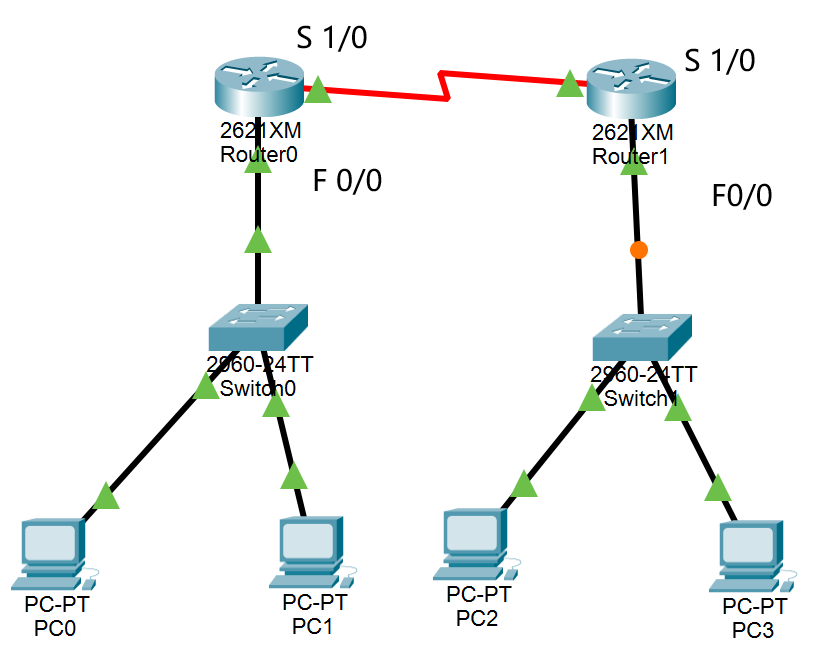 S 1/0
S 1/0
2621XM
Router0
2621XM
Router1
F 0/0
F0/0
2960-24TT
Switch0
2960-24TT
Switch1
PC-PT
PC0
PC-PT
PC1
PC-PT
PC2
PC-PT
PC3